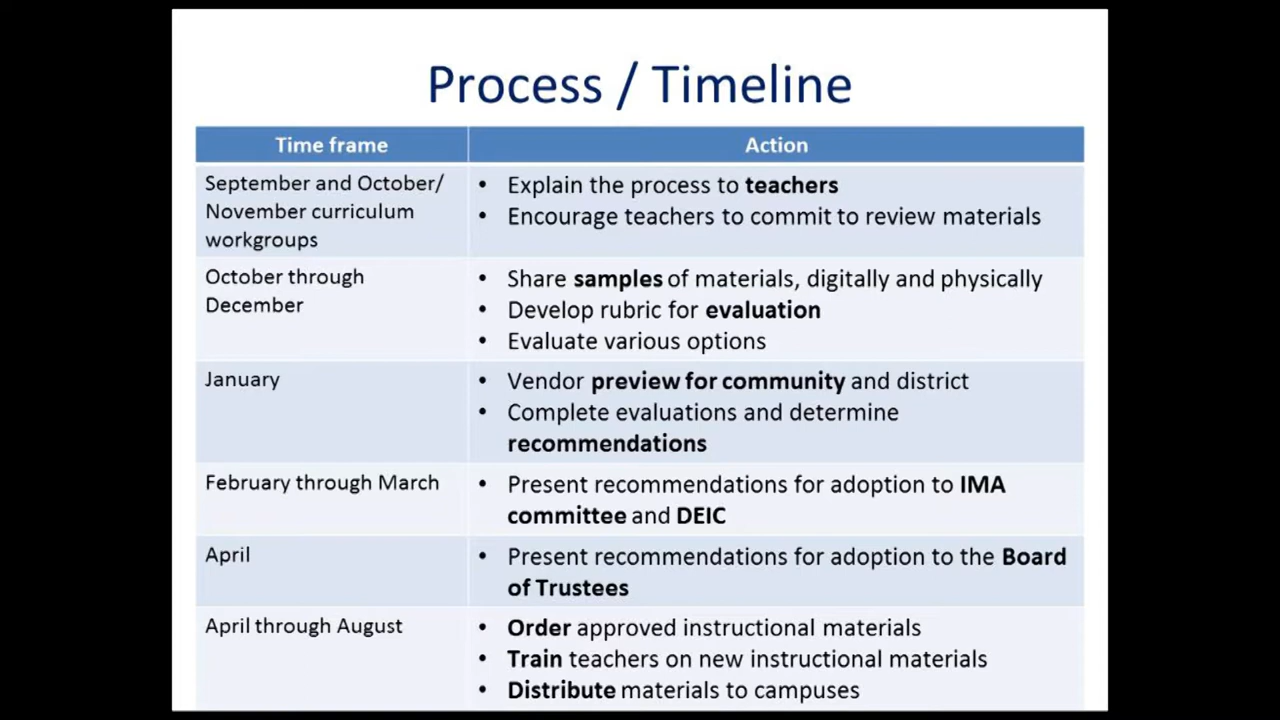 Process / Timeline
Time frame
Action
September and October/
November curriculum
workgroups
• Explain the process to teachers
• Encourage teachers to commit to review materials
October through
December
• Share samples of materials, digitally and physically
• Develop rubric for evaluation
• Evaluate various options
January
• Vendor preview for community and district
• Complete evaluations and determine
recommendations
February through March
• Present recommendations for adoption to IMA
committee and DEIC
April
• Present recommendations for adoption to the Board
of Trustees
April through August
• Order approved instructional materials
• Train teachers on new instructional materials
• Distribute materials to campuses